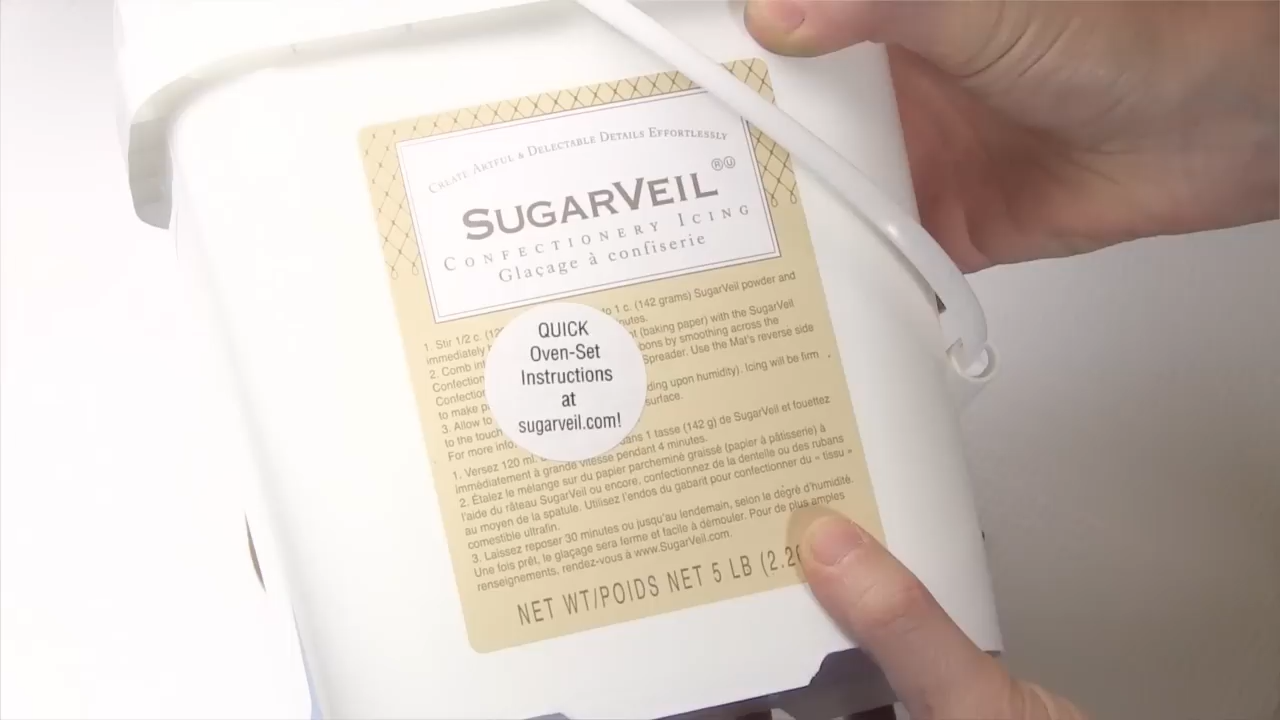 CREATE ARTFUL & DELECTABLE DETAILS EFFORTLESSLY
SUGARVEIL ® Ⓤ
CONFECTIONERY ICING
Glaçage à confiserie
1. Stir 1/2 c. (12 to 1 c. (142 grams) SugarVeil powder and
immediately
2. Comb (baking paper) with the SugarVeil
Confection bons by smoothing across the
Confection Spreader. Use the Mat's reverse side
to make
3. Allow to ding upon humidity). Icing will be firm
to the touch surface.
For more info
QUICK
Oven-Set
Instructions
at
sugarveil.com!
1. Versez 120 ml. dans 1 tasse (142 g) de SugarVeil et fouettez
immédiatement à grande vitesse pendant 4 minutes.
2. Étalez le mélange sur du papier parcheminé graissé (papier à pâtisserie) à
l'aide du râteau SugarVeil ou encore, confectionnez de la dentelle ou des rubans
au moyen de la spatule. Utilisez l'endos du gabarit pour confectionner du « tissu »
comestible ultrafin.
3. Laissez reposer 30 minutes ou jusqu'au lendemain, selon le dégré d'humidité.
Une fois prêt, le glaçage sera ferme et facile à démouler. Pour de plus amples
renseignements, rendez-vous à www.SugarVeil.com.
NET WT/POIDS NET 5 LB (2.2